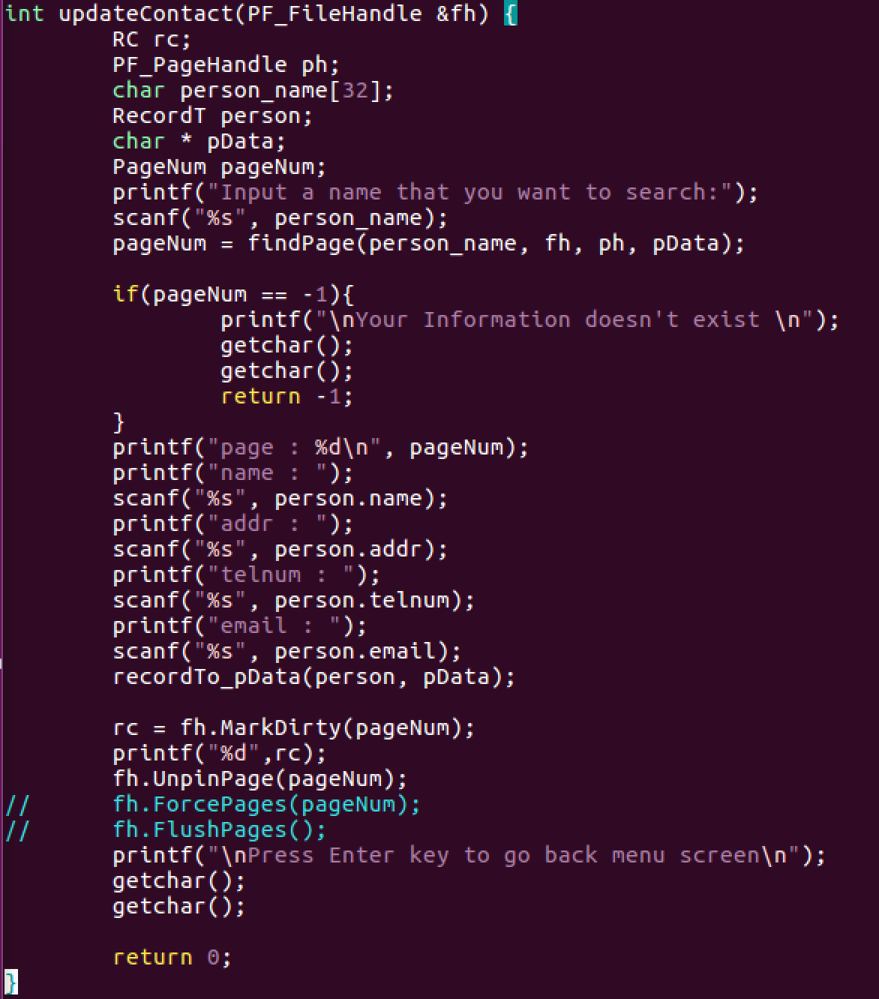 int updateContact(PF_FileHandle &fh) {
        RC rc;
        PF_PageHandle ph;
        char person_name[32];
        RecordT person;
        char * pData;
        PageNum pageNum;
        printf("Input a name that you want to search:");
        scanf("%s", person_name);
        pageNum = findPage(person_name, fh, ph, pData);

        if(pageNum == -1){
                printf("\nYour Information doesn't exist \n");
                getchar();
                getchar();
                return -1;
        }
        printf("page : %d\n", pageNum);
        printf("name : ");
        scanf("%s", person.name);
        printf("addr : ");
        scanf("%s", person.addr);
        printf("telnum : ");
        scanf("%s", person.telnum);
        printf("email : ");
        scanf("%s", person.email);
        recordTo_pData(person, pData);

        rc = fh.MarkDirty(pageNum);
        printf("%d",rc);
        fh.UnpinPage(pageNum);
//      fh.ForcePages(pageNum);
//      fh.FlushPages();
        printf("\nPress Enter key to go back menu screen\n");
        getchar();
        getchar();

        return 0;
}